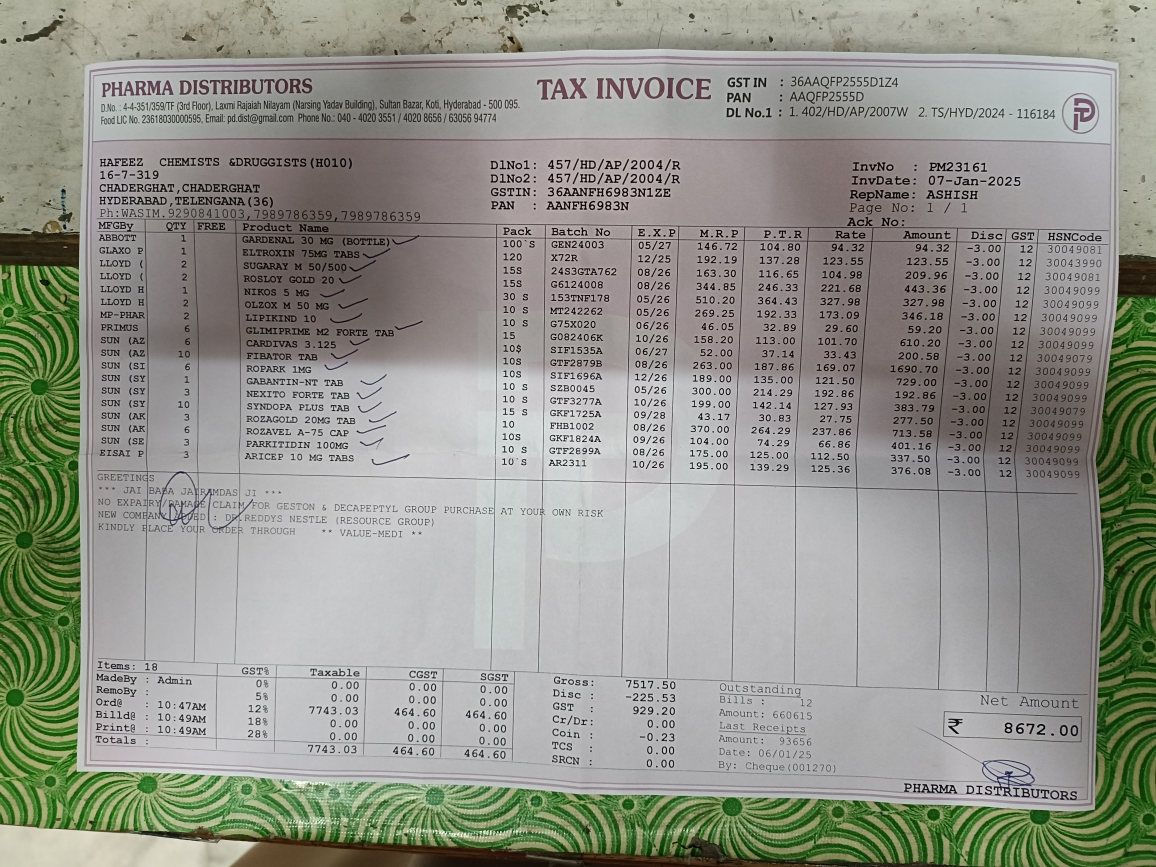 PHARMA DISTRIBUTORS
D.No. : 4-4-351/359/TF (3rd Floor), Laxmi Rajaiah Nilayam (Narsing Yadav Building), Sultan Bazar, Koti, Hyderabad - 500 095.
Food LIC No. 23618030000595, Email: pd.dist@gmail.com Phone No.: 040 - 4020 3551 / 4020 8656 / 63056 94774
TAX INVOICE
GST IN : 36AAQFP2555D1Z4
PAN : AAQFP2555D
DL No.1 : 1. 402/HD/AP/2007W 2. TS/HYD/2024 - 116184
HAFEEZ CHEMISTS &DRUGGISTS(H010)
16-7-319
CHADERGHAT,CHADERGHAT
HYDERABAD,TELENGANA(36)
Ph:WASIM.9290841003,7989786359,7989786359
DlNo1: 457/HD/AP/2004/R
DlNo2: 457/HD/AP/2004/R
GSTIN: 36AANFH6983N1ZE
PAN : AANFH6983N
InvNo : PM23161
InvDate: 07-Jan-2025
RepName: ASHISH
Page No: 1 / 1
Ack No:
MFGBy QTY FREE Product Name Pack Batch No E.X.P M.R.P P.T.R Rate Amount Disc GST HSNCode
ABBOTT 1 GARDENAL 30 MG (BOTTLE) 100`S GEN24003 05/27 146.72 104.80 94.32 94.32 -3.00 12 30049081
GLAXO P 1 ELTROXIN 75MG TABS 120 X72R 12/25 192.19 137.28 123.55 123.55 -3.00 12 30043990
LLOYD ( 2 SUGARAY M 50/500 15S 24S3GTA762 08/26 163.30 116.65 104.98 209.96 -3.00 12 30049081
LLOYD ( 2 ROSLOY GOLD 20 15S G6124008 08/26 344.85 246.33 221.68 443.36 -3.00 12 30049099
LLOYD H 1 NIKOS 5 MG 30 S 153TNF178 05/26 510.20 364.43 327.98 327.98 -3.00 12 30049099
LLOYD H 2 OLZOX M 50 MG 10 S MT242262 05/26 269.25 192.33 173.09 346.18 -3.00 12 30049099
MP-PHAR 2 LIPIKIND 10 10 S G75X020 06/26 46.05 32.89 29.60 59.20 -3.00 12 30049099
PRIMUS 6 GLIMIPRIME M2 FORTE TAB 15 G082406K 10/26 158.20 113.00 101.70 610.20 -3.00 12 30049099
SUN (AZ 6 CARDIVAS 3.125 10$ SIF1535A 06/27 52.00 37.14 33.43 200.58 -3.00 12 30049079
SUN (AZ 10 FIBATOR TAB 10S GTF2879B 08/26 263.00 187.86 169.07 1690.70 -3.00 12 30049099
SUN (SI 6 ROPARK 1MG 10S SIF1696A 12/26 189.00 135.00 121.50 729.00 -3.00 12 30049099
SUN (SY 1 GABANTIN-NT TAB 10 S SZB0045 05/26 300.00 214.29 192.86 192.86 -3.00 12 30049099
SUN (SY 3 NEXITO FORTE TAB 10 S GTF3277A 10/26 199.00 142.14 127.93 383.79 -3.00 12 30049079
SUN (SY 10 SYNDOPA PLUS TAB 15 S GKF1725A 09/28 43.17 30.83 27.75 277.50 -3.00 12 30049099
SUN (AK 3 ROZAGOLD 20MG TAB 10 FHB1002 08/26 370.00 264.29 237.86 713.58 -3.00 12 30049099
SUN (AK 6 ROZAVEL A-75 CAP 10S GKF1824A 09/26 104.00 74.29 66.86 401.16 -3.00 12 30049099
SUN (SE 3 PARKITIDIN 100MG 10 S GTF2899A 08/26 175.00 125.00 112.50 337.50 -3.00 12 30049099
EISAI P 3 ARICEP 10 MG TABS 10`S AR2311 10/26 195.00 139.29 125.36 376.08 -3.00 12 30049099
GREETINGS
*** JAI BABA JAIRAMDAS JI ***
NO EXPAIRY/DAMAGE CLAIM FOR GESTON & DECAPEPTYL GROUP PURCHASE AT YOUR OWN RISK
NEW COMPANY ADDED : DR.REDDYS NESTLE (RESOURCE GROUP)
KINDLY PLACE YOUR ORDER THROUGH ** VALUE-MEDI **
Items: 18
MadeBy : Admin
RemoBy :
Ord@ : 10:47AM
Billd@ : 10:49AM
Print@ : 10:49AM
Totals :
GST% Taxable CGST SGST
0% 0.00 0.00 0.00
5% 0.00 0.00 0.00
12% 7743.03 464.60 464.60
18% 0.00 0.00 0.00
28% 0.00 0.00 0.00
7743.03 464.60 464.60
Gross: 7517.50
Disc : -225.53
GST : 929.20
Cr/Dr: 0.00
Coin : -0.23
TCS : 0.00
SRCN : 0.00
Outstanding
Bills : 12
Amount: 660615
Last Receipts
Amount: 93656
Date: 06/01/25
By: Cheque(001270)
Net Amount
₹ 8672.00
PHARMA DISTRIBUTORS